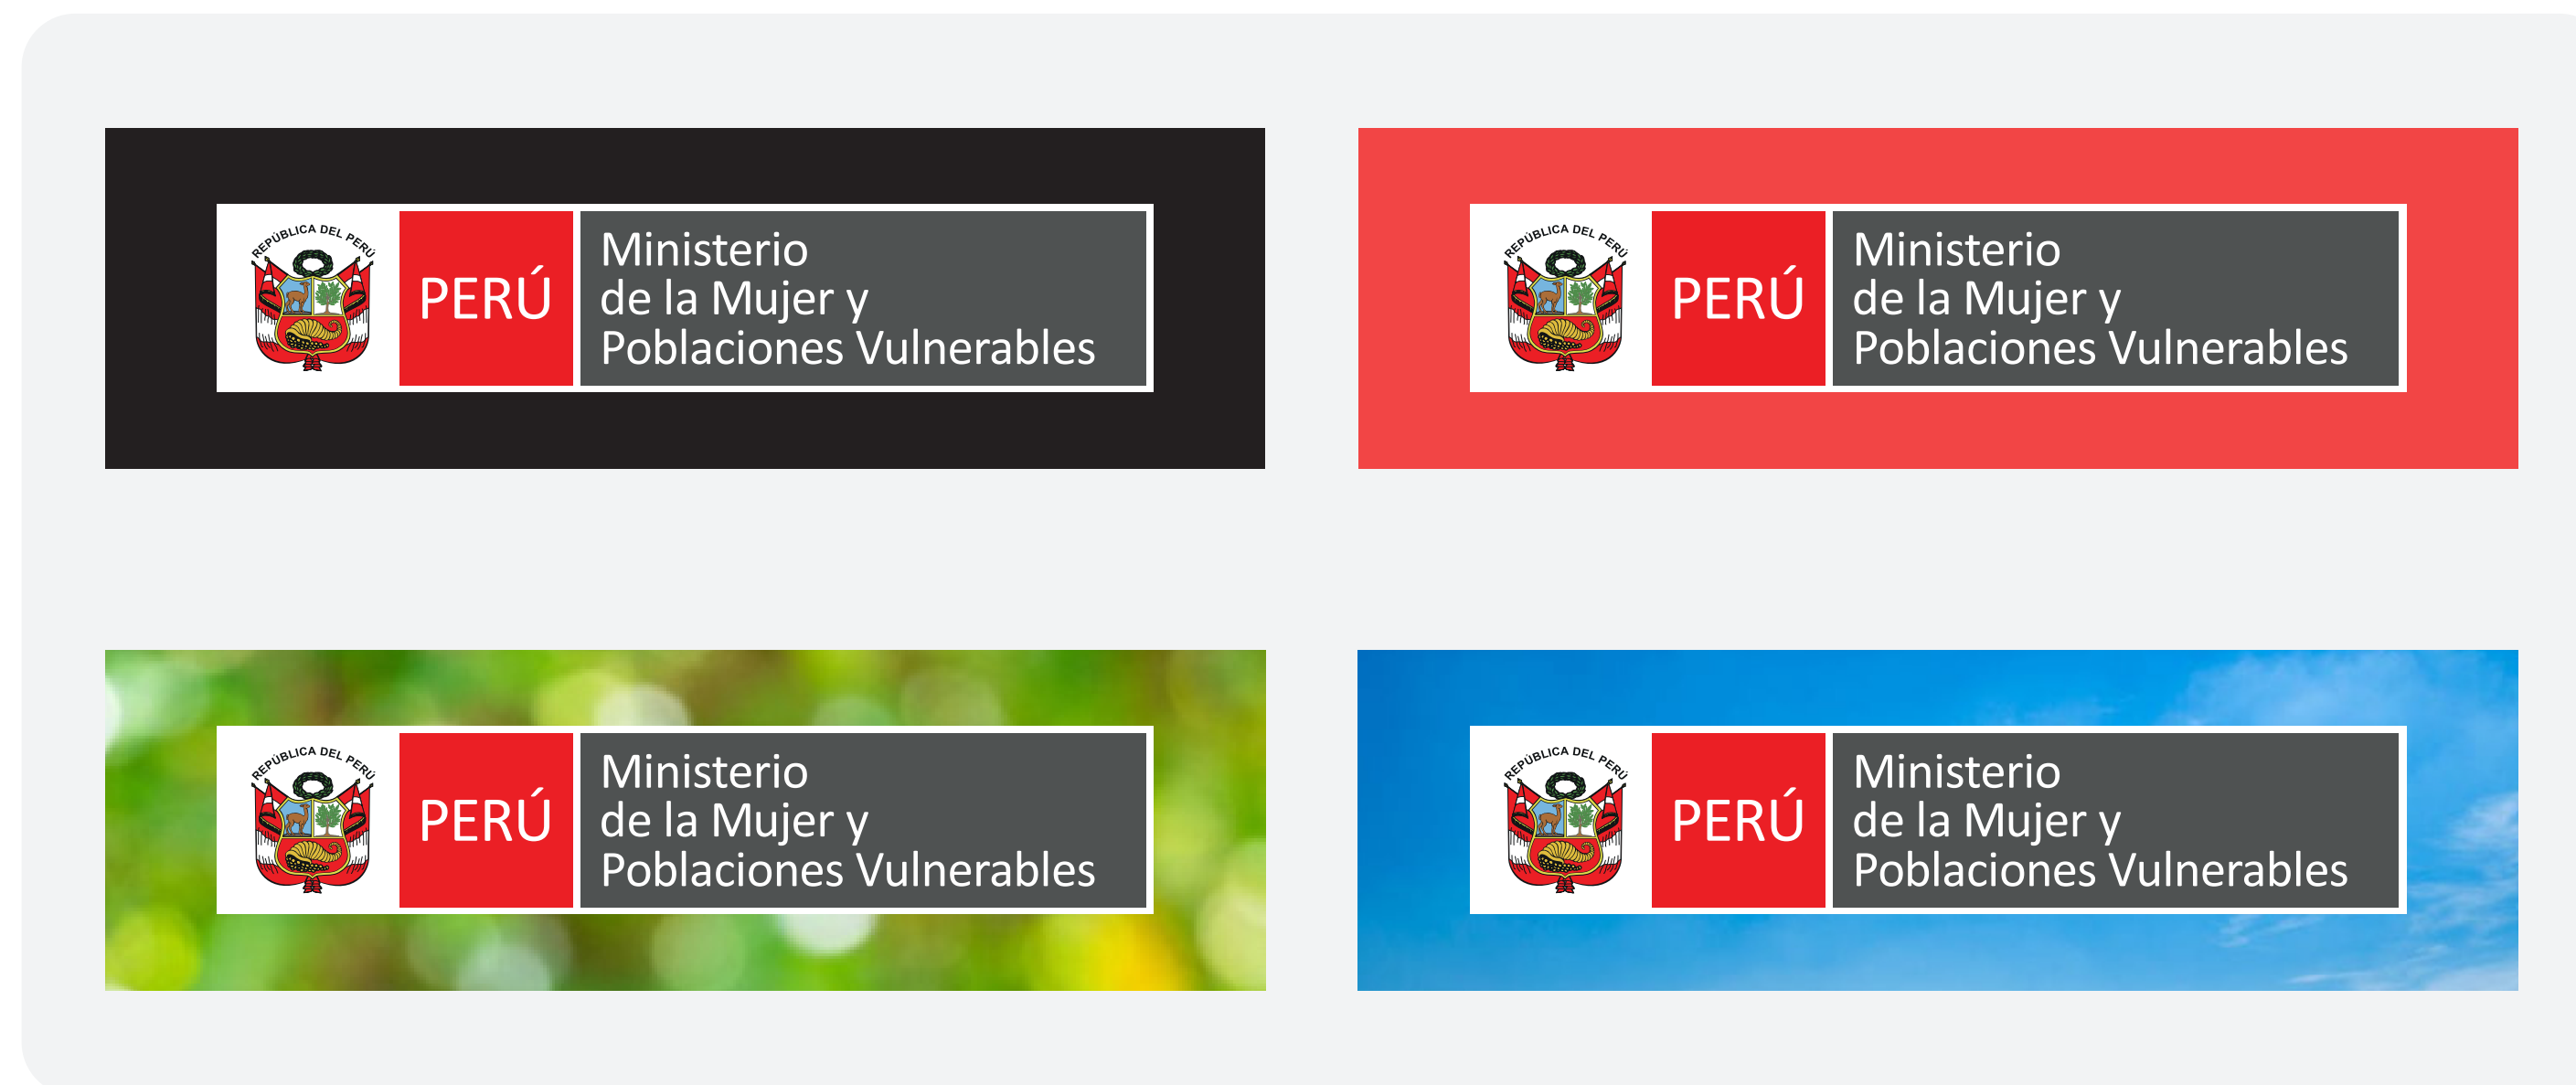 REPÚBLICA DEL PERÚ
PERÚ
Ministerio
de la Mujer y
Poblaciones Vulnerables
REPÚBLICA DEL PERÚ
PERÚ
Ministerio
de la Mujer y
Poblaciones Vulnerables
REPÚBLICA DEL PERÚ
PERÚ
Ministerio
de la Mujer y
Poblaciones Vulnerables
REPÚBLICA DEL PERÚ
PERÚ
Ministerio
de la Mujer y
Poblaciones Vulnerables